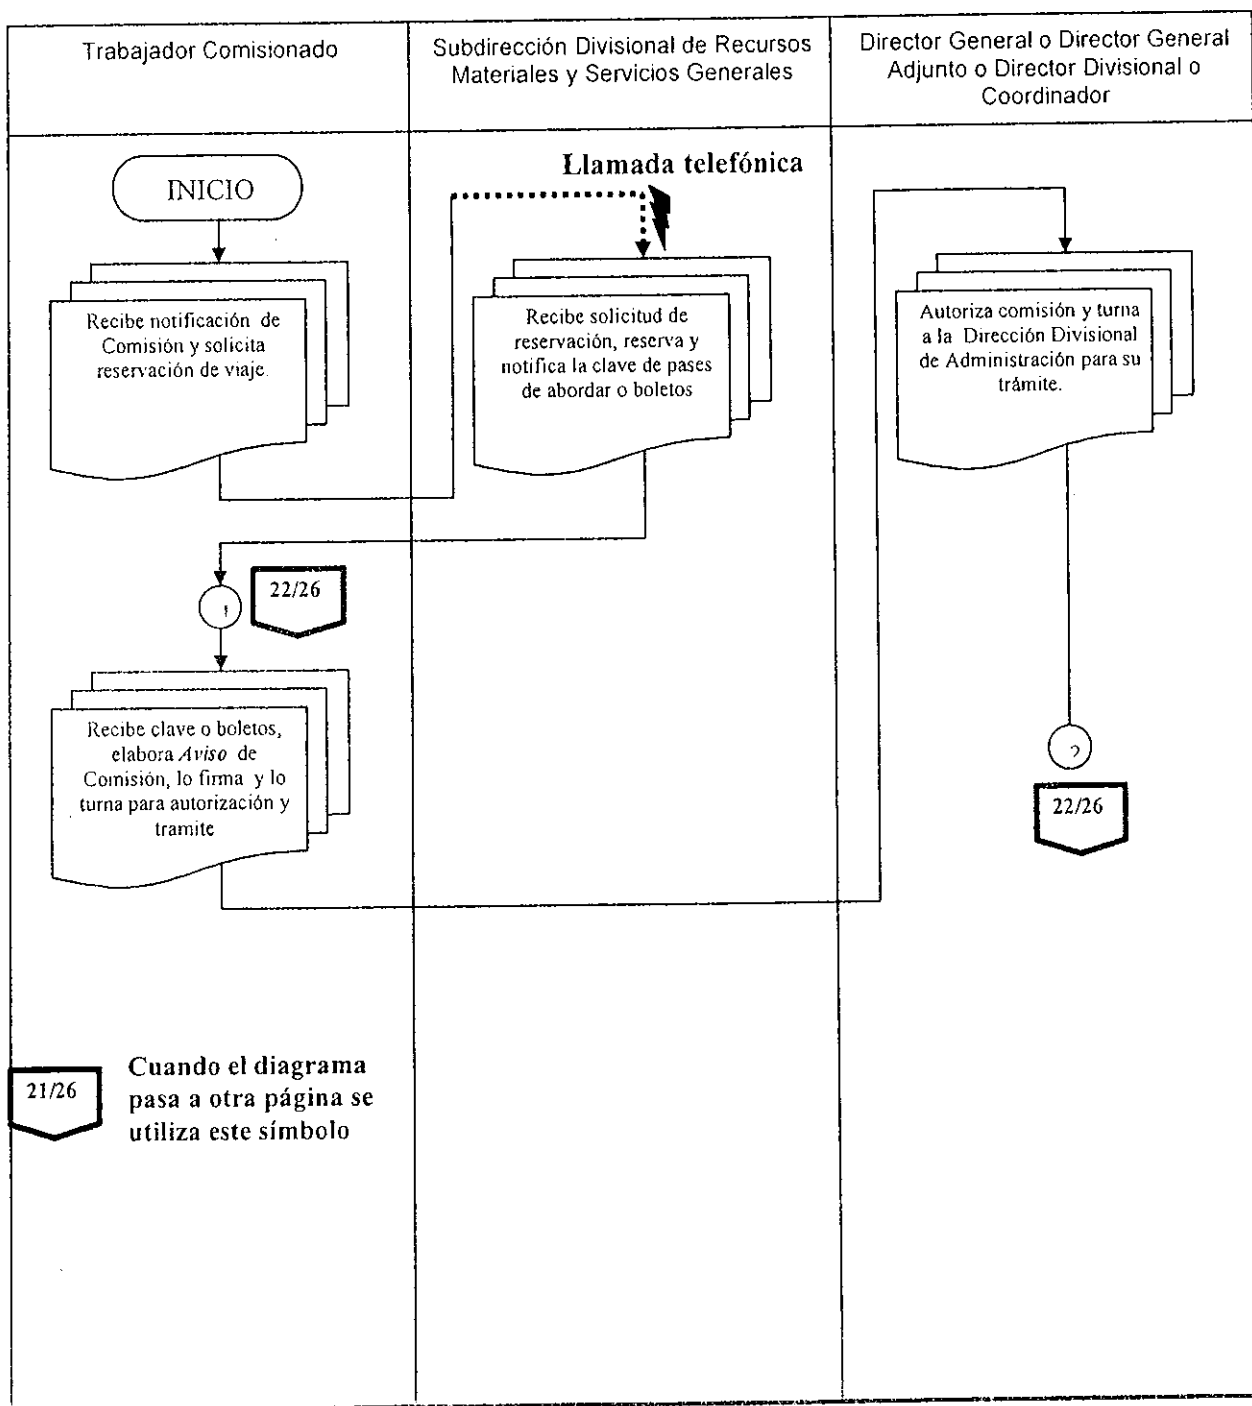 Trabajador Comisionado
Subdirección Divisional de Recursos
Materiales y Servicios Generales
Director General o Director General
Adjunto o Director Divisional o
Coordinador
INICIO
Llamada telefónica
Recibe notificación de
Comisión y solicita
reservación de viaje.
Recibe solicitud de
reservación, reserva y
notifica la clave de pases
de abordar o boletos
Autoriza comisión y turna
a la Dirección Divisional
de Administración para su
trámite.
1
22/26
Recibe clave o boletos,
elabora Aviso de
Comisión, lo firma y lo
turna para autorización y
tramite
2
22/26
21/26
Cuando el diagrama
pasa a otra página se
utiliza este símbolo